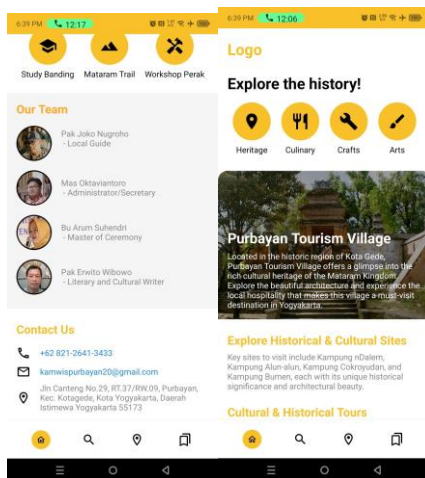 6:39 PM
12:17
Study Banding
Mataram Trail
Workshop Perak
Our Team
Pak Joko Nugroho
- Local Guide
Mas Oktaviantoro
- Administrator/Secretary
Bu Arum Suhendri
- Master of Ceremony
Pak Erwito Wibowo
- Literary and Cultural Writer
Contact Us
+62 821-2641-3433
kamwispurbayan20@gmail.com
Jln Canteng No.29, RT.37/RW.09, Purbayan,
Kec. Kotagede, Kota Yogyakarta, Daerah
Istimewa Yogyakarta 55173
6:39 PM
12:06
Logo
Explore the history!
Heritage
Culinary
Crafts
Arts
Purbayan Tourism Village
Located in the historic region of Kota Gede,
Purbayan Tourism Village offers a glimpse into the
rich cultural heritage of the Mataram Kingdom.
Explore the beautiful architecture and experience the
local hospitality that makes this village a must-visit
destination in Yogyakarta.
Explore Historical & Cultural Sites
Key sites to visit include Kampung nDalem,
Kampung Alun-alun, Kampung Cokroyudan, and
Kampung Bumen, each with its unique historical
significance and architectural beauty.
Cultural & Historical Tours